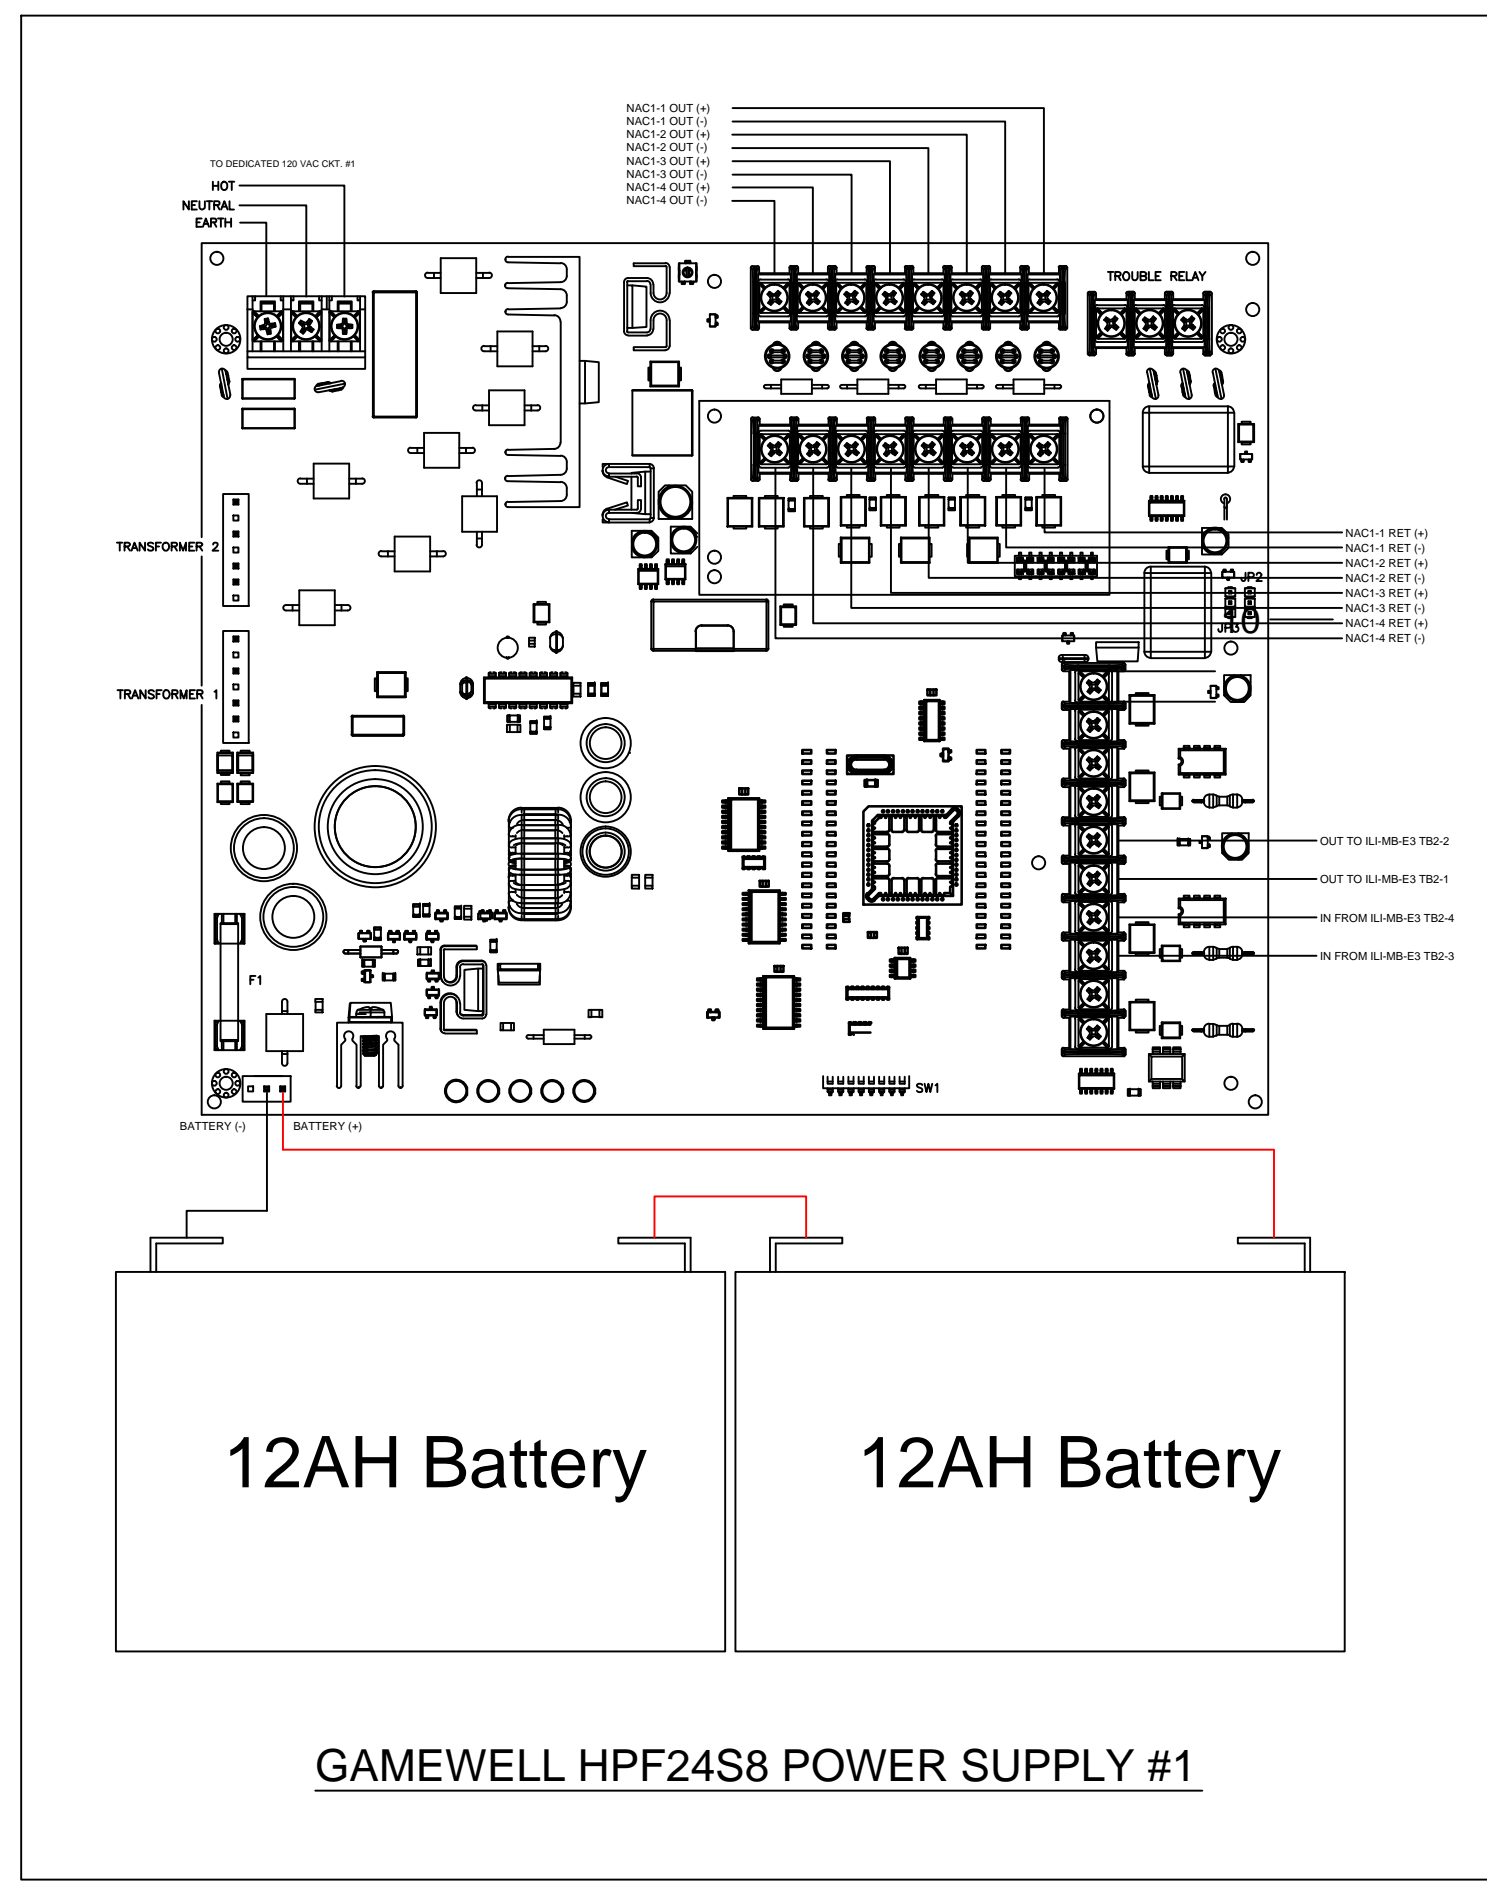 NAC1-1 OUT (+)
NAC1-1 OUT (-)
NAC1-2 OUT (+)
NAC1-2 OUT (-)
NAC1-3 OUT (+)
NAC1-3 OUT (-)
NAC1-4 OUT (+)
NAC1-4 OUT (-)
TO DEDICATED 120 VAC CKT. #1
HOT
NEUTRAL
EARTH
TROUBLE RELAY
TRANSFORMER 2
NAC1-1 RET (+)
NAC1-1 RET (-)
NAC1-2 RET (+)
NAC1-2 RET (-)
NAC1-3 RET (+)
NAC1-3 RET (-)
NAC1-4 RET (+)
NAC1-4 RET (-)
JP2
JP3
TRANSFORMER 1
OUT TO ILI-MB-E3 TB2-2
OUT TO ILI-MB-E3 TB2-1
IN FROM ILI-MB-E3 TB2-4
IN FROM ILI-MB-E3 TB2-3
F1
SW1
BATTERY (-)
BATTERY (+)
12AH Battery
12AH Battery
GAMEWELL HPF24S8 POWER SUPPLY #1